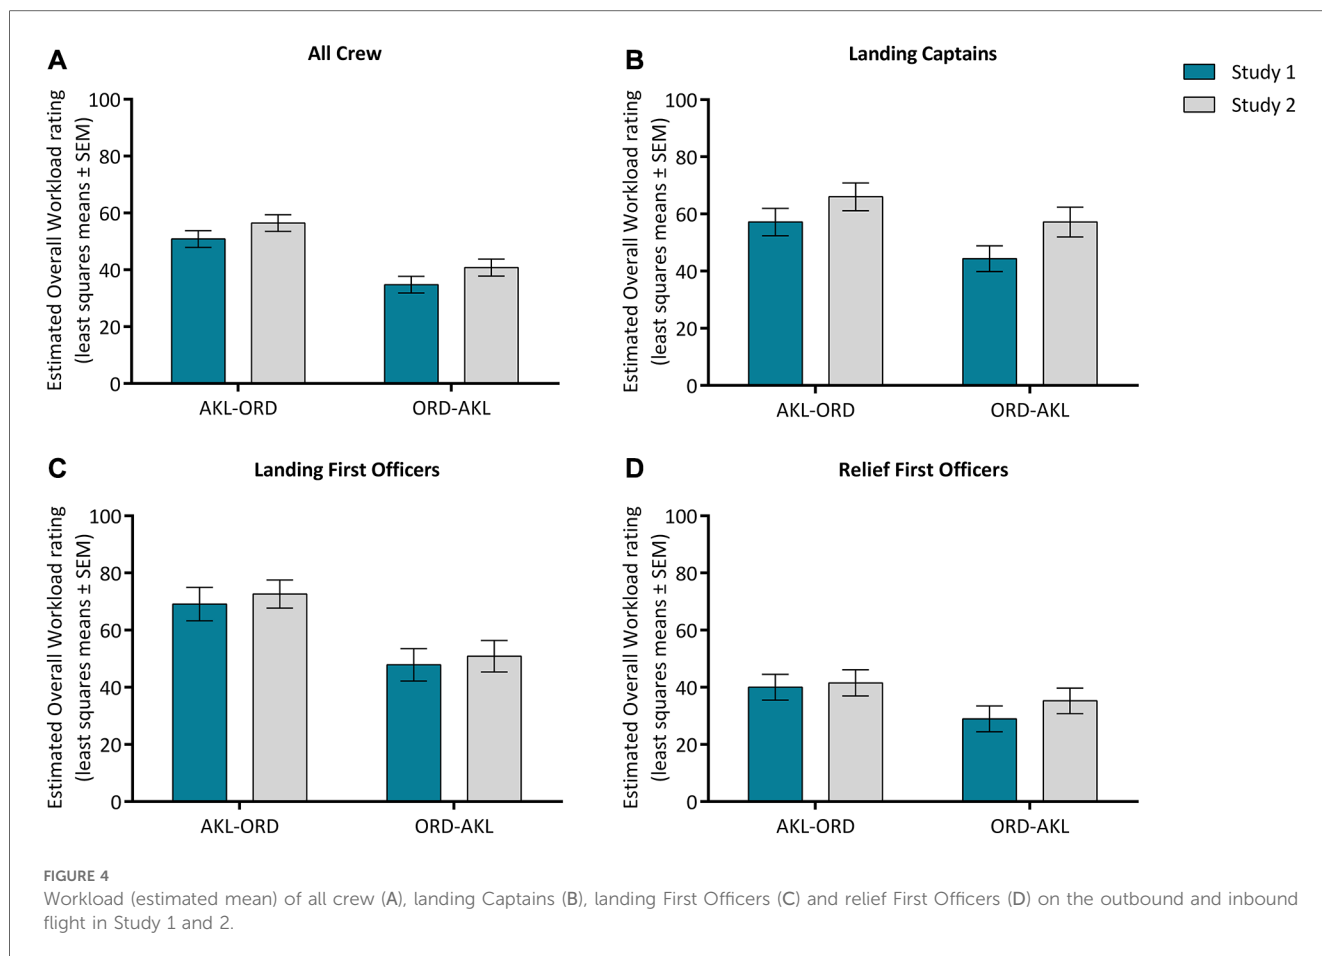 A
All Crew
Estimated Overall Workload rating
(least squares means ± SEM)
100
80
60
40
20
0
AKL-ORD
ORD-AKL
B
Landing Captains
Estimated Overall Workload rating
(least squares means ± SEM)
100
80
60
40
20
0
AKL-ORD
ORD-AKL
Study 1
Study 2
C
Landing First Officers
Estimated Overall Workload rating
(least squares means ± SEM)
100
80
60
40
20
0
AKL-ORD
ORD-AKL
D
Relief First Officers
Estimated Overall Workload rating
(least squares means ± SEM)
100
80
60
40
20
0
AKL-ORD
ORD-AKL
FIGURE 4
Workload (estimated mean) of all crew (A), landing Captains (B), landing First Officers (C) and relief First Officers (D) on the outbound and inbound
flight in Study 1 and 2.